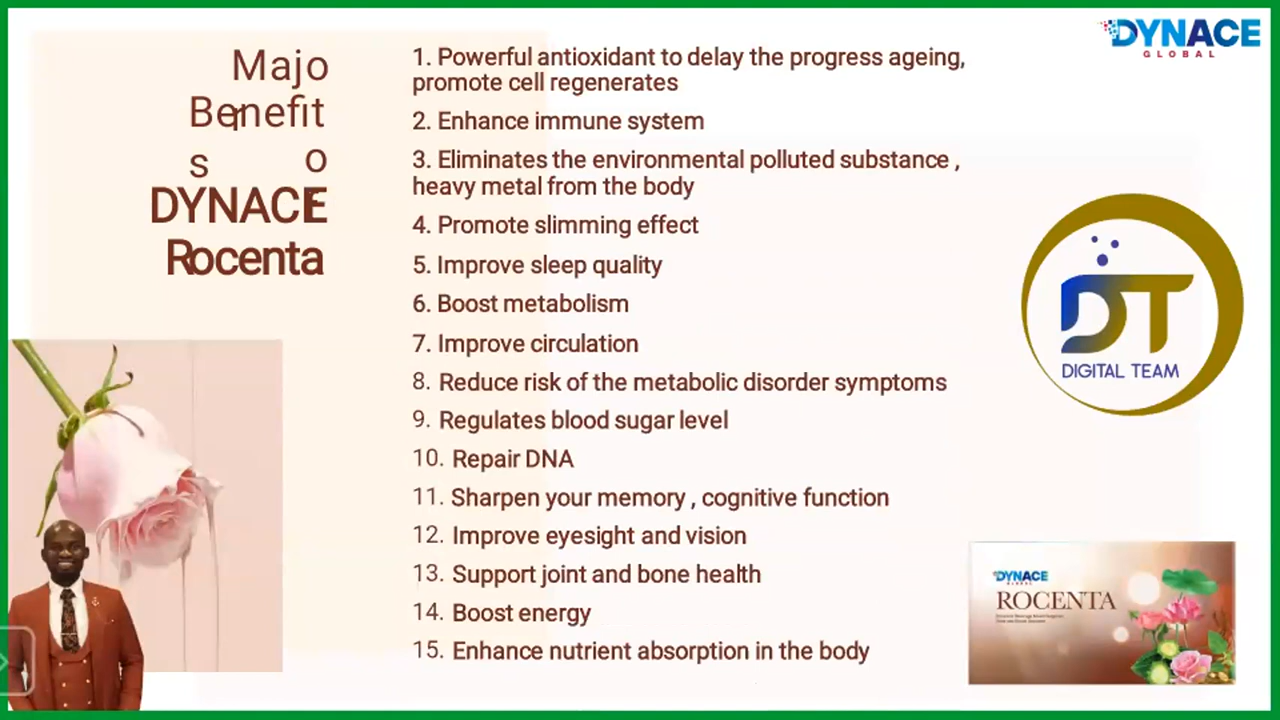 DYNACE
GLOBAL
Majo
r
Benefit
s o
f
DYNACE
Rocenta
1. Powerful antioxidant to delay the progress ageing,
promote cell regenerates
2. Enhance immune system
3. Eliminates the environmental polluted substance ,
heavy metal from the body
4. Promote slimming effect
5. Improve sleep quality
6. Boost metabolism
7. Improve circulation
8. Reduce risk of the metabolic disorder symptoms
9. Regulates blood sugar level
10. Repair DNA
11. Sharpen your memory , cognitive function
12. Improve eyesight and vision
13. Support joint and bone health
14. Boost energy
15. Enhance nutrient absorption in the body
DT
DIGITAL TEAM
DYNACE
GLOBAL
ROCENTA